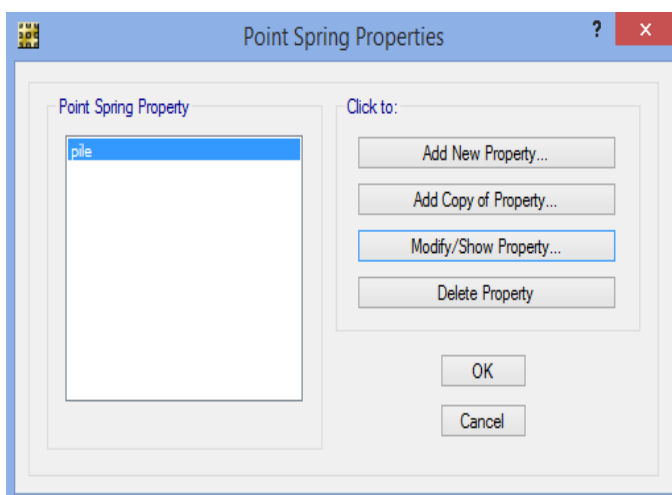 Point Spring Properties
?
x
Point Spring Property
pile
Click to:
Add New Property...
Add Copy of Property...
Modify/Show Property...
Delete Property
OK
Cancel